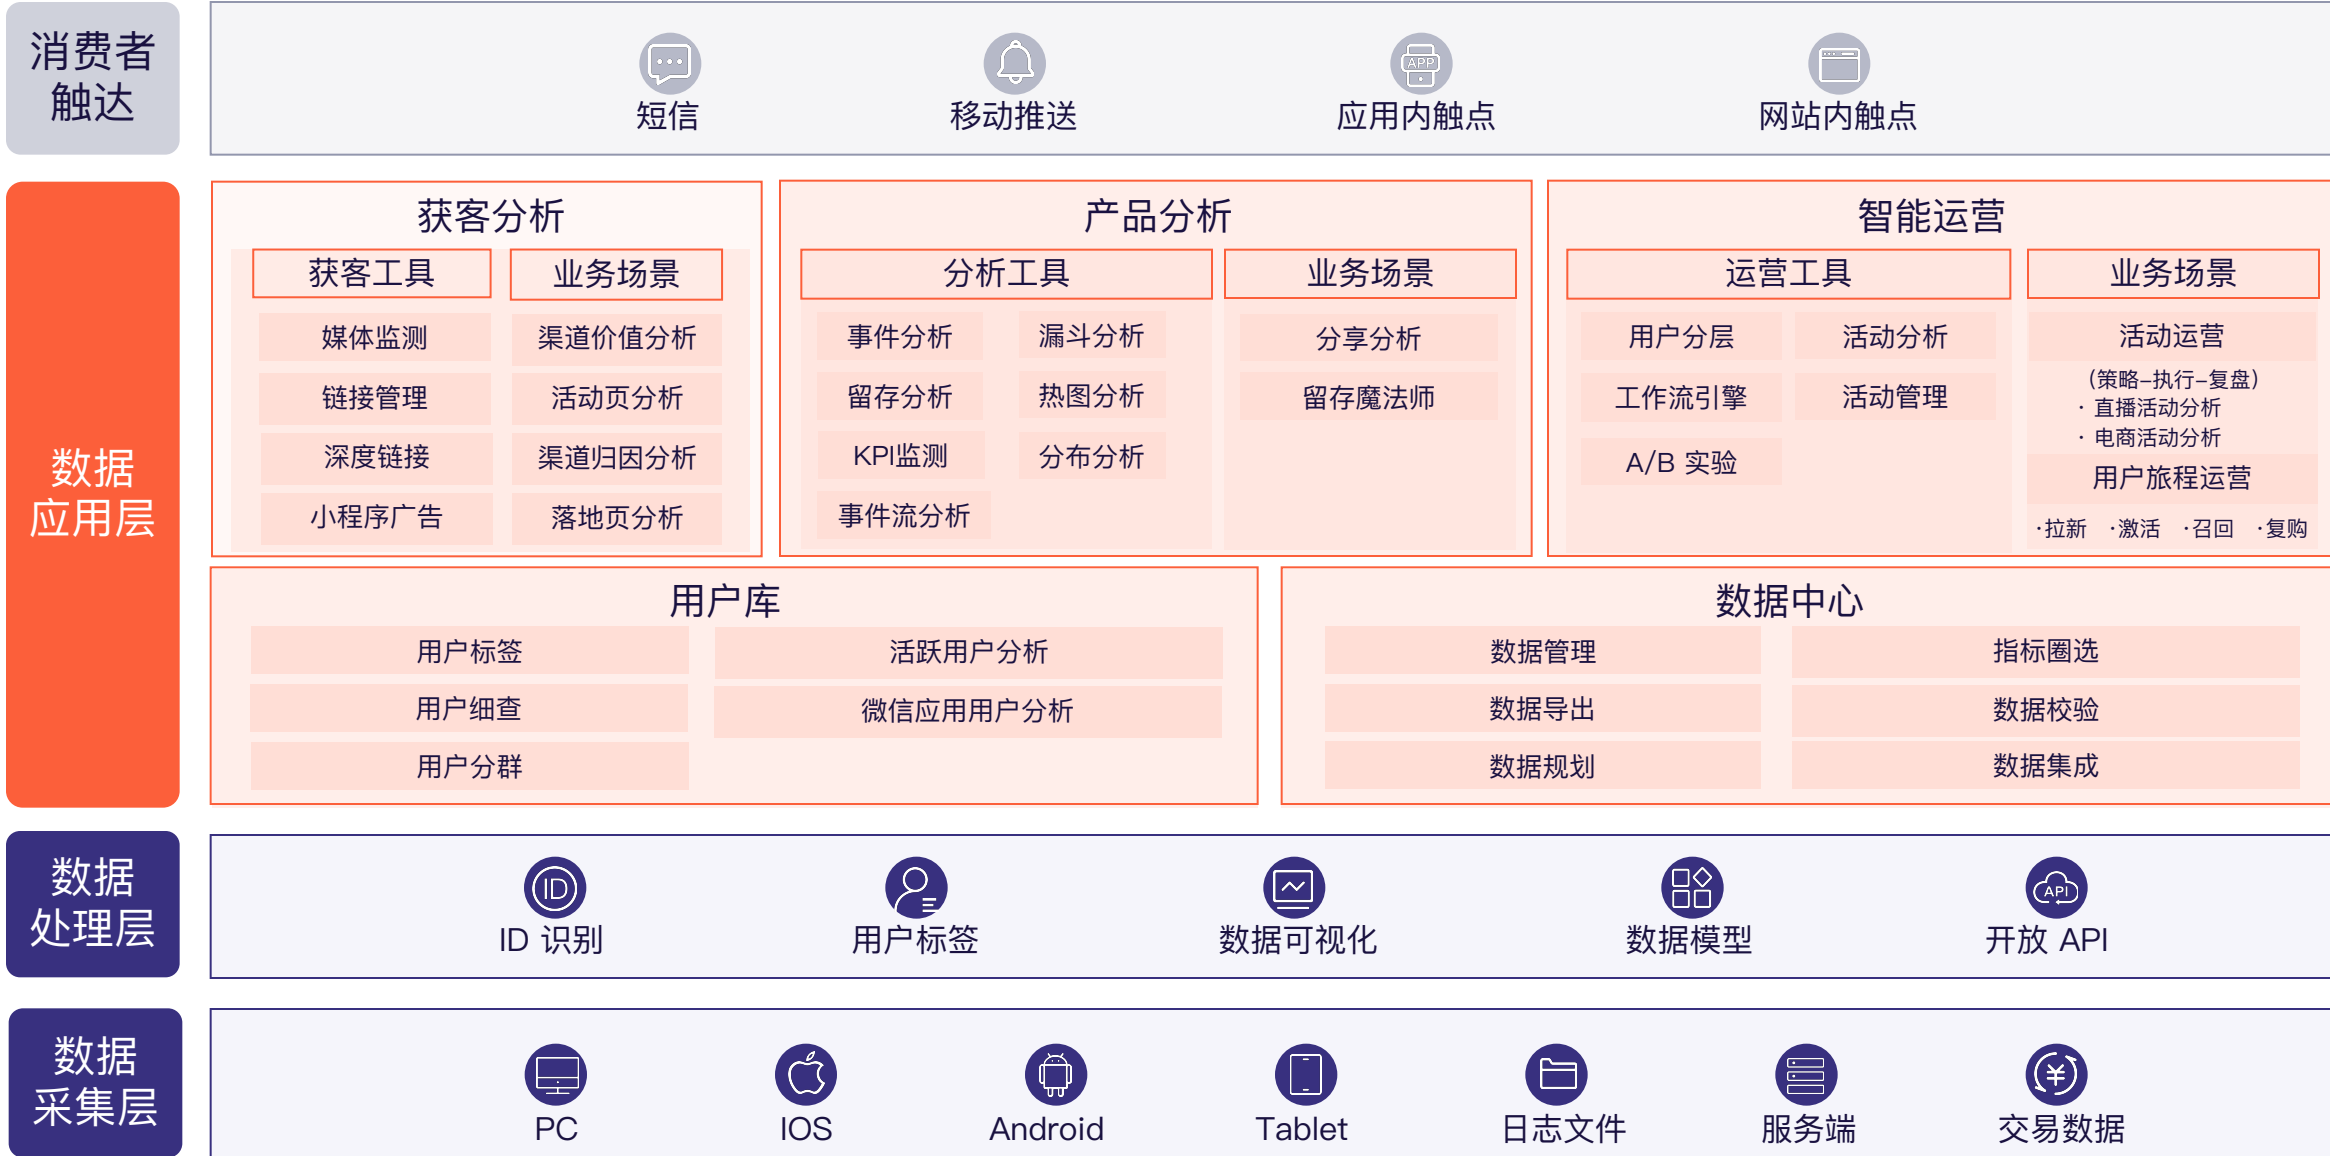 消费者
触达
短信
移动推送
APP
应用内触点
网站内触点
数据
应用层
获客分析
获客工具
业务场景
媒体监测
渠道价值分析
链接管理
活动页分析
深度链接
渠道归因分析
小程序广告
落地页分析
产品分析
分析工具
业务场景
事件分析
漏斗分析
分享分析
留存分析
热图分析
留存魔法师
KPI监测
分布分析
事件流分析
智能运营
运营工具
业务场景
用户分层
活动分析
活动运营
工作流引擎
活动管理
（策略-执行-复盘）
· 直播活动分析
· 电商活动分析
A/B 实验
用户旅程运营
·拉新 ·激活 ·召回 ·复购
用户库
用户标签
活跃用户分析
用户细查
微信应用用户分析
用户分群
数据中心
数据管理
指标圈选
数据导出
数据校验
数据规划
数据集成
数据
处理层
ID
ID 识别
用户标签
数据可视化
数据模型
API
开放 API
数据
采集层
PC
IOS
Android
Tablet
日志文件
服务端
¥
交易数据